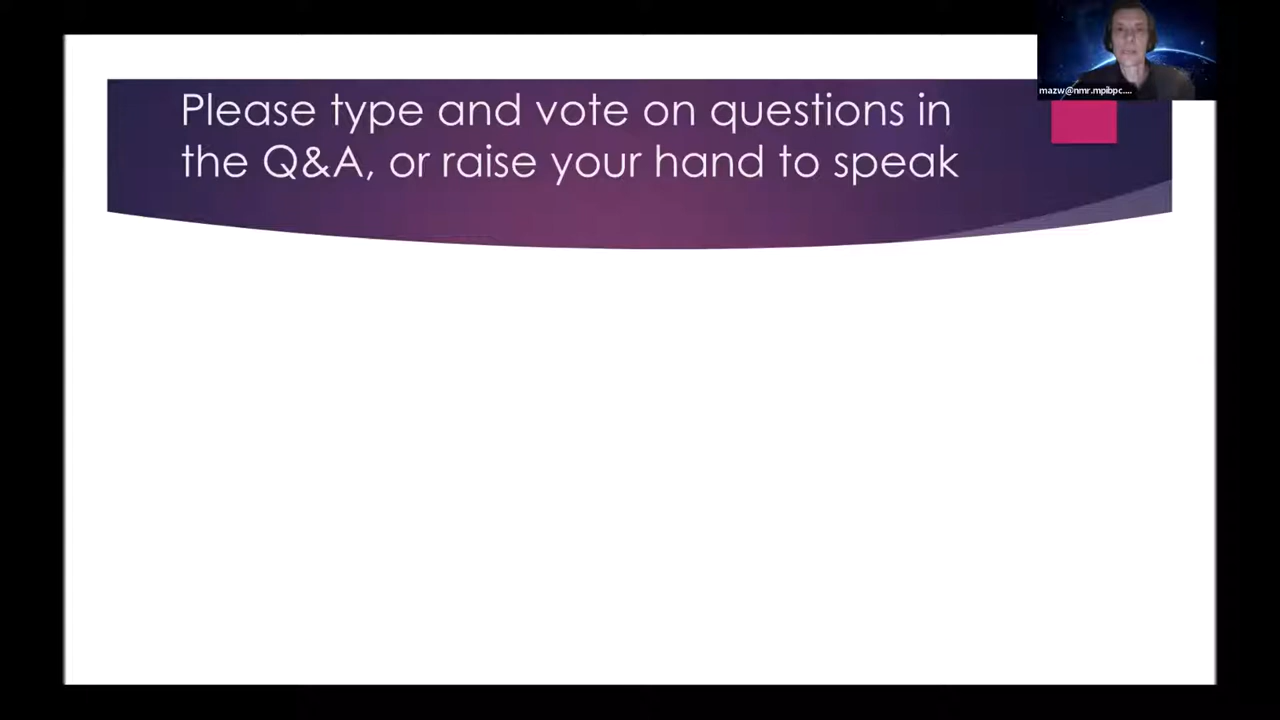 Please type and vote on questions in
the Q&A, or raise your hand to speak
mazw@nmr.mpibpc....